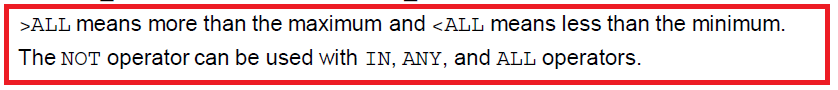 >ALL means more than the maximum and <ALL means less than the minimum.
The NOT operator can be used with IN, ANY, and ALL operators.